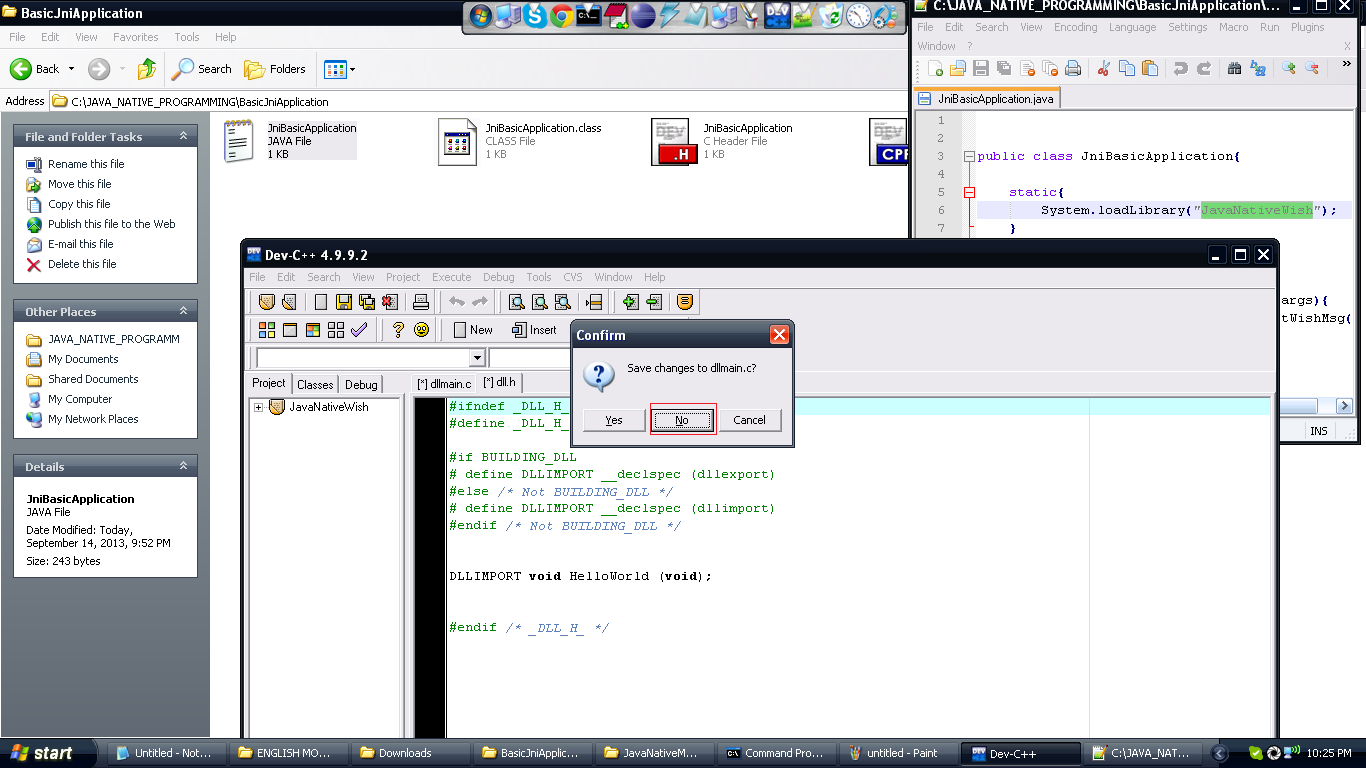 BasicJniApplication
File Edit View Favorites Tools Help
Back Search Folders
Address C:\JAVA_NATIVE_PROGRAMMING\BasicJniApplication
File and Folder Tasks
Rename this file
Move this file
Copy this file
Publish this file to the Web
E-mail this file
Delete this file
Other Places
JAVA_NATIVE_PROGRAMM
My Documents
Shared Documents
My Computer
My Network Places
Details
JniBasicApplication
JAVA File
Date Modified: Today,
September 14, 2013, 9:52 PM
Size: 243 bytes
JniBasicApplication
JAVA File
1 KB
JniBasicApplication.class
CLASS File
JniBasicApplication
C Header File
1 KB
DEV
.H
DEV
CPP
C:\JAVA_NATIVE_PROGRAMMING\BasicJniApplication\...
File Edit Search View Encoding Language Settings Macro Run Plugins
Window ? X
JniBasicApplication.java
1
2
3 public class JniBasicApplication{
4
5 static{
6 System.loadLibrary("JavaNativeWish");
7 }
args){
tWishMsg(
INS
Dev-C++ 4.9.9.2
File Edit Search View Project Execute Debug Tools CVS Window Help
New Insert
Project Classes Debug
JavaNativeWish
[*] dllmain.c [*] dll.h
#ifndef _DLL_H_
#define _DLL_H_
#if BUILDING_DLL
# define DLLIMPORT __declspec (dllexport)
#else /* Not BUILDING_DLL */
# define DLLIMPORT __declspec (dllimport)
#endif /* Not BUILDING_DLL */
DLLIMPORT void HelloWorld (void);
#endif /* _DLL_H_ */
Confirm
Save changes to dllmain.c?
Yes No Cancel
start Untitled - Not... ENGLISH MO... Downloads BasicJniApplic... JavaNativeM... Command Pro... untitled - Paint Dev-C++ C:\JAVA_NAT... 10:25 PM